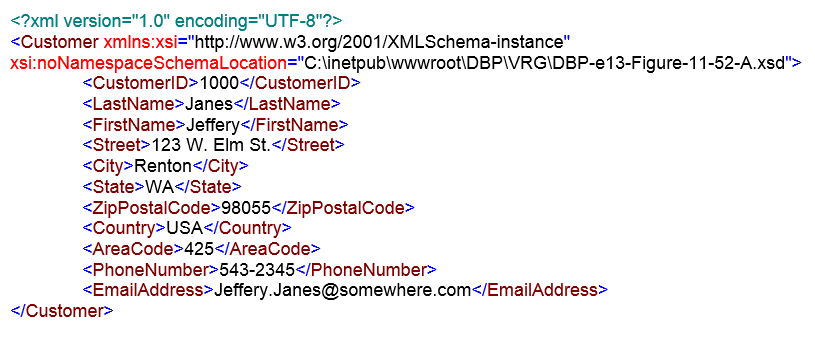 <?xml version="1.0" encoding="UTF-8"?>
<Customer xmlns:xsi="http://www.w3.org/2001/XMLSchema-instance"
xsi:noNamespaceSchemaLocation="C:\inetpub\wwwroot\DBP\VRG\DBP-e13-Figure-11-52-A.xsd">
<CustomerID>1000</CustomerID>
<LastName>Janes</LastName>
<FirstName>Jeffery</FirstName>
<Street>123 W. Elm St.</Street>
<City>Renton</City>
<State>WA</State>
<ZipPostalCode>98055</ZipPostalCode>
<Country>USA</Country>
<AreaCode>425</AreaCode>
<PhoneNumber>543-2345</PhoneNumber>
<EmailAddress>Jeffery.Janes@somewhere.com</EmailAddress>
</Customer>